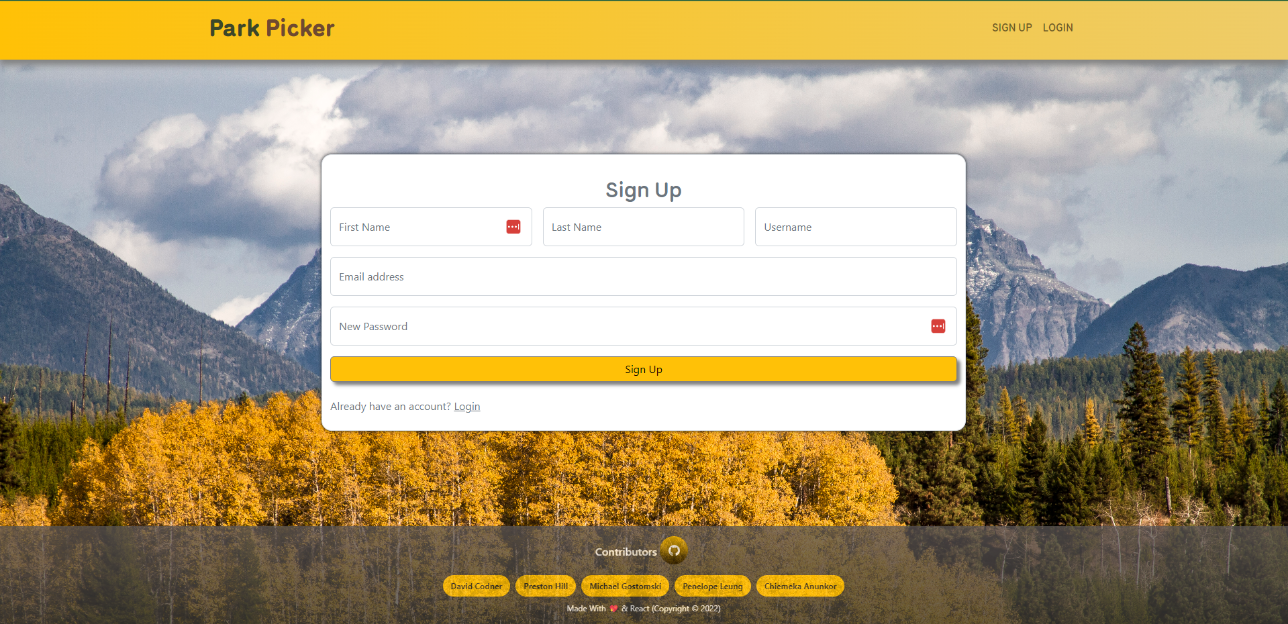 Park Picker
SIGN UP LOGIN
Sign Up
First Name Last Name Username
Email address
New Password
Sign Up
Already have an account? Login
Contributors
David Codner Preston Hill Michael Gostomski Penelope Leung Chiemeka Anunkor
Made With 💖 & React (Copyright © 2022)